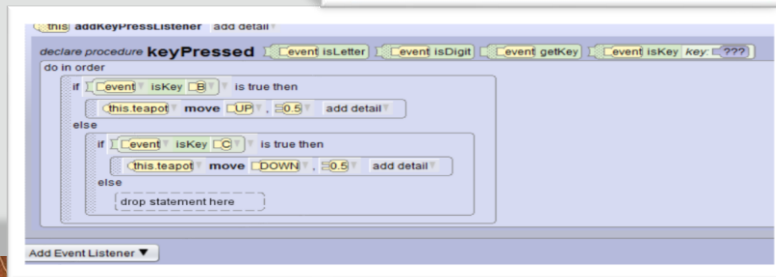 this addKeyPressListener add detail
declare procedure keyPressed event isLetter event isDigit event getKey event isKey key: ???
do in order
if event isKey B is true then
this.teapot move UP , 0.5 add detail
else
if event isKey C is true then
this.teapot move DOWN , 0.5 add detail
else
drop statement here
Add Event Listener